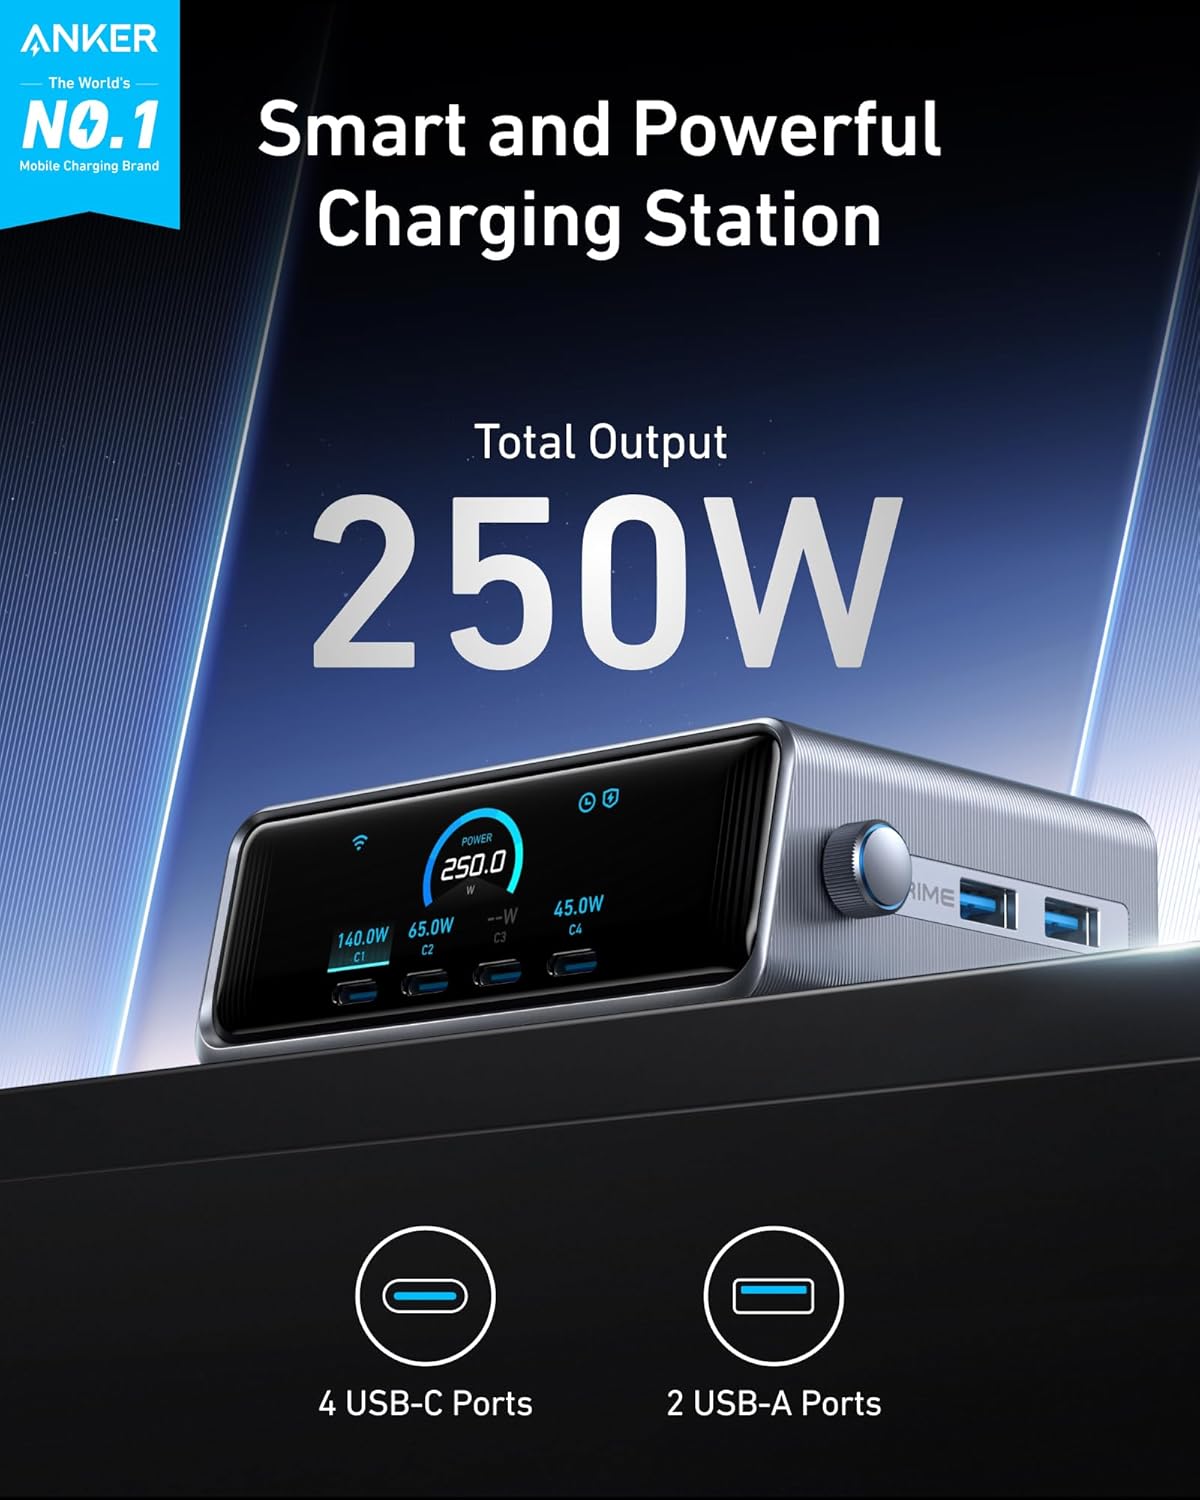 ANKER
The World's
NO.1
Mobile Charging Brand
Smart and Powerful
Charging Station
Total Output
250W
POWER
250.0
W
140.0W
C1
65.0W
C2
--W
C3
45.0W
C4
RIME
4 USB-C Ports
2 USB-A Ports